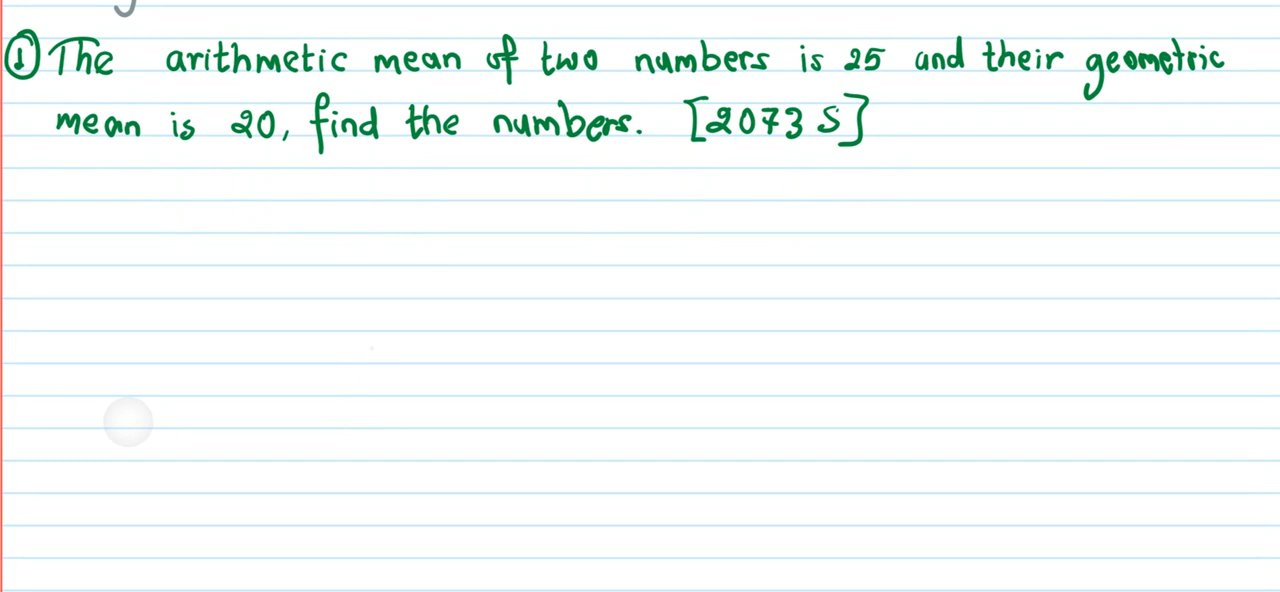 ① The arithmetic mean of two numbers is 25 and their geometric
mean is 20, find the numbers. [2073 S]